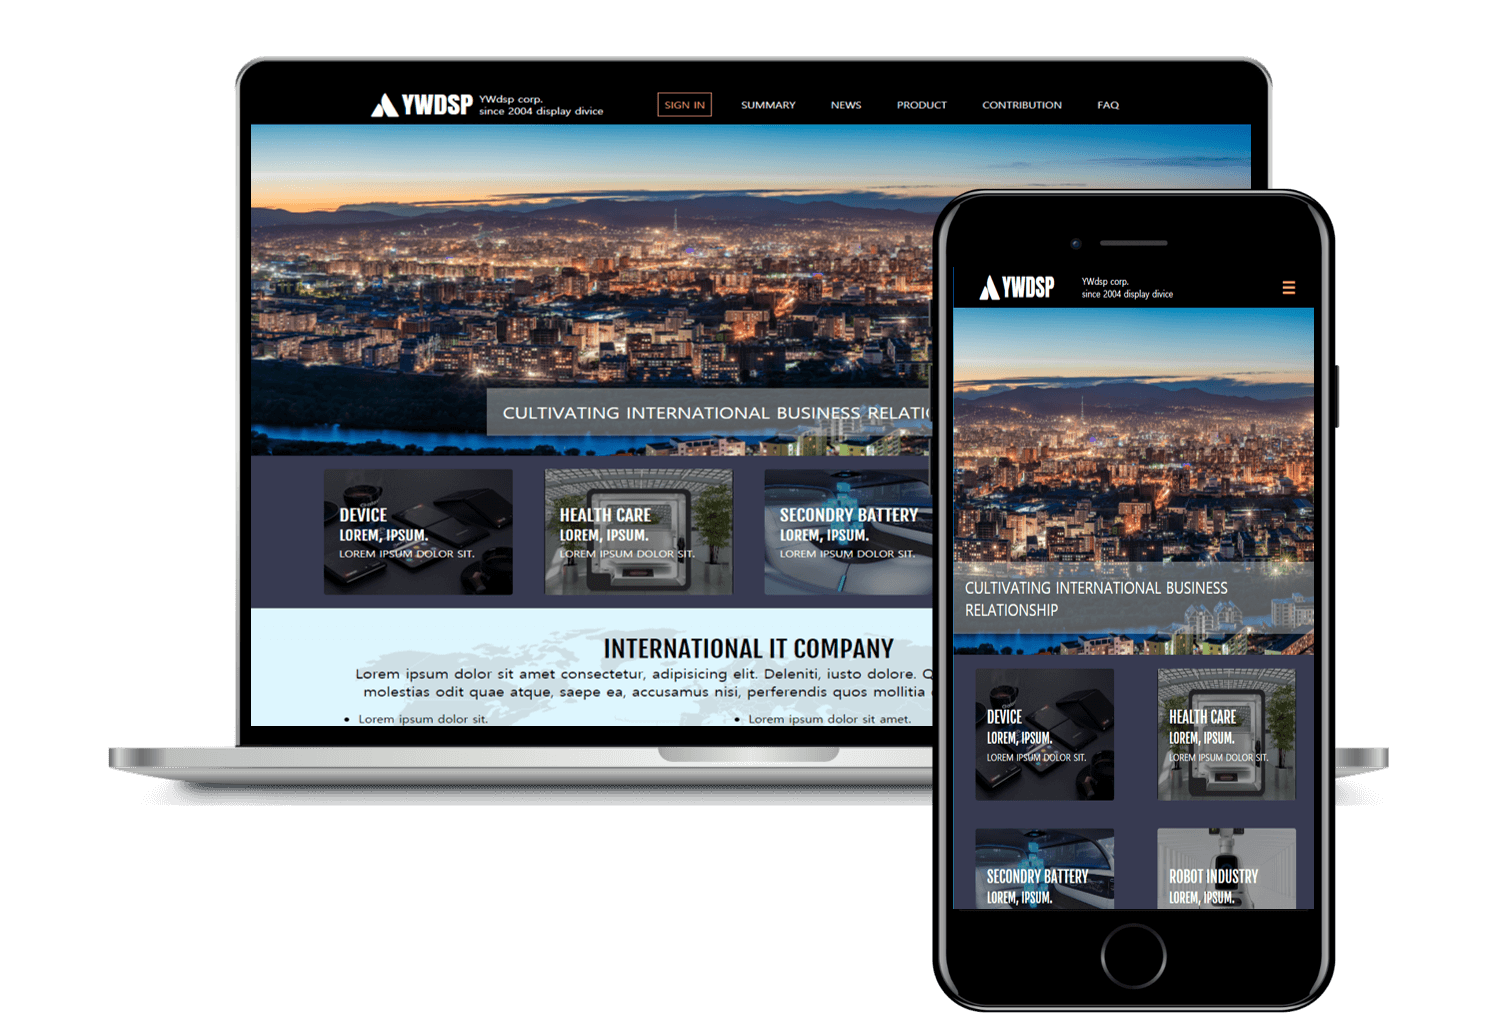 YWDSP
YWdsp corp.
since 2004 display divice
SIGN IN
SUMMARY
NEWS
PRODUCT
CONTRIBUTION
FAQ
CULTIVATING INTERNATIONAL BUSINESS
DEVICE
LOREM, IPSUM.
LOREM IPSUM DOLOR SIT.
HEALTH CARE
LOREM, IPSUM.
LOREM IPSUM DOLOR SIT.
SECONDRY BATTERY
LOREM, IPSUM.
LOREM IPSUM DOLOR SIT.
INTERNATIONAL IT COMPANY
Lorem ipsum dolor sit amet consectetur, adipisicing elit. Deleniti, iusto dolore.
molestias odit quae atque, saepe ea, accusamus nisi, perferendis quos mollitia
• Lorem ipsum dolor sit.
• Lorem ipsum dolor sit amet.
YWDSP
YWdsp corp.
since 2004 display divice
CULTIVATING INTERNATIONAL BUSINESS
RELATIONSHIP
DEVICE
LOREM, IPSUM.
LOREM IPSUM DOLOR SIT.
HEALTH CARE
LOREM, IPSUM.
LOREM IPSUM DOLOR SIT.
SECONDRY BATTERY
LOREM, IPSUM.
ROBOT INDUSTRY
LOREM, IPSUM.